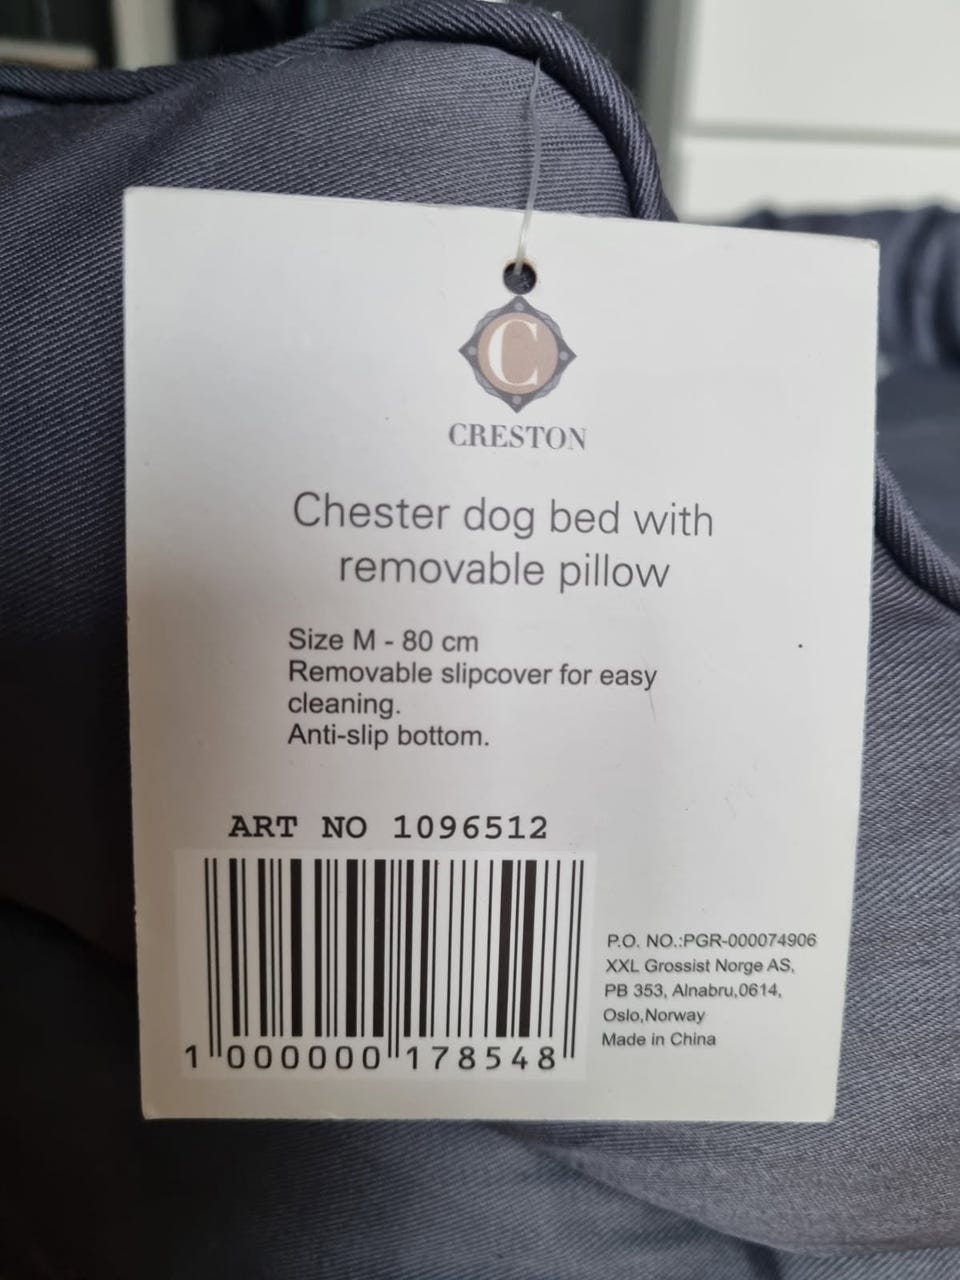 C
CRESTON
Chester dog bed with
removable pillow
Size M - 80 cm
Removable slipcover for easy
cleaning.
Anti-slip bottom.
ART NO 1096512
1 000000 178548
P.O. NO.:PGR-000074906
XXL Grossist Norge AS,
PB 353, Alnabru,0614,
Oslo,Norway
Made in China